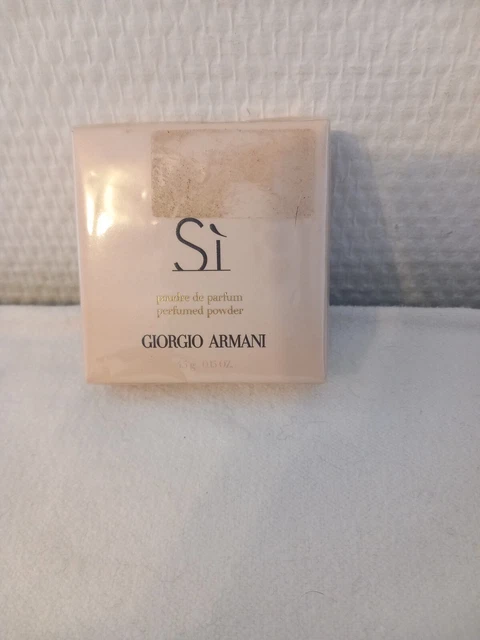 Sì
poudre de parfum
perfumed powder
GIORGIO ARMANI